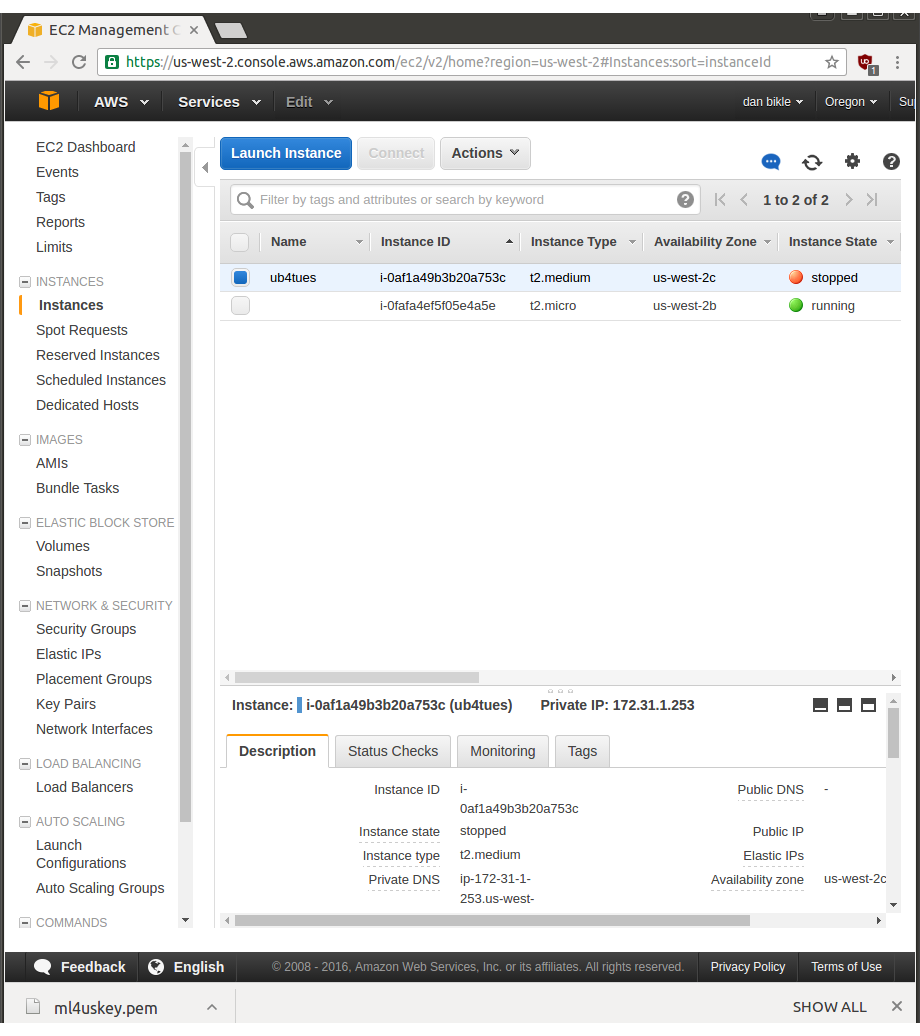 EC2 Management C
https://us-west-2.console.aws.amazon.com/ec2/v2/home?region=us-west-2#Instances:sort=instanceId
1
AWS Services Edit dan bikle Oregon Sup
EC2 Dashboard
Events
Tags
Reports
Limits
INSTANCES
Instances
Spot Requests
Reserved Instances
Scheduled Instances
Dedicated Hosts
IMAGES
AMIs
Bundle Tasks
ELASTIC BLOCK STORE
Volumes
Snapshots
NETWORK & SECURITY
Security Groups
Elastic IPs
Placement Groups
Key Pairs
Network Interfaces
LOAD BALANCING
Load Balancers
AUTO SCALING
Launch
Configurations
Auto Scaling Groups
COMMANDS
Launch Instance Connect Actions
Filter by tags and attributes or search by keyword 1 to 2 of 2
Name Instance ID Instance Type Availability Zone Instance State
ub4tues i-0af1a49b3b20a753c t2.medium us-west-2c stopped
i-0fafa4ef5f05e4a5e t2.micro us-west-2b running
Instance: i-0af1a49b3b20a753c (ub4tues) Private IP: 172.31.1.253
Description Status Checks Monitoring Tags
Instance ID i- Public DNS -
0af1a49b3b20a753c
Instance state stopped Public IP
Instance type t2.medium Elastic IPs
Private DNS ip-172-31-1- Availability zone us-west-2c
253.us-west-
Feedback English © 2008 - 2016, Amazon Web Services, Inc. or its affiliates. All rights reserved. Privacy Policy Terms of Use
ml4uskey.pem SHOW ALL